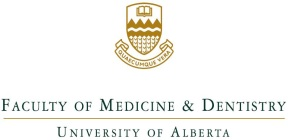 QUAECUMQUE VERA
FACULTY OF MEDICINE & DENTISTRY
UNIVERSITY OF ALBERTA